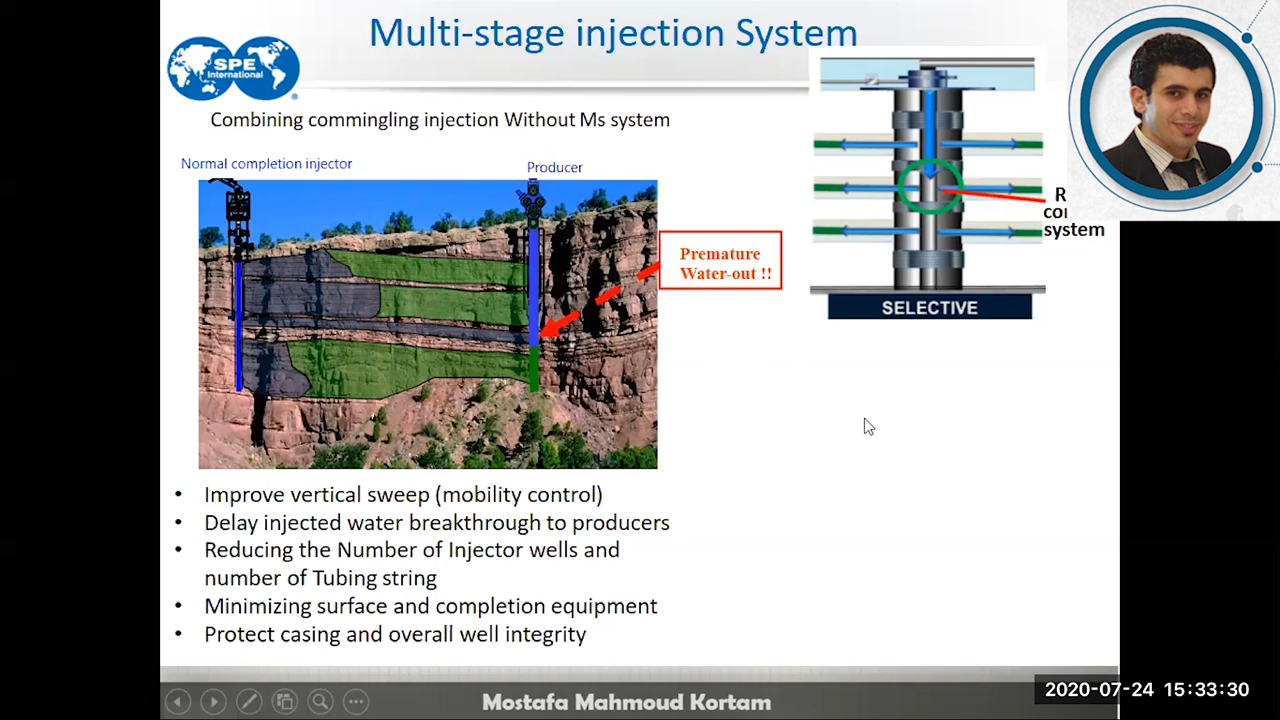 Multi-stage injection System
SPE
International
Combining commingling injection Without Ms system
Normal completion injector
Producer
Premature
Water-out !!
R
system
SELECTIVE
• Improve vertical sweep (mobility control)
• Delay injected water breakthrough to producers
• Reducing the Number of Injector wells and
number of Tubing string
• Minimizing surface and completion equipment
• Protect casing and overall well integrity
Mostafa Mahmoud Kortam
2020-07-24 15:33:30